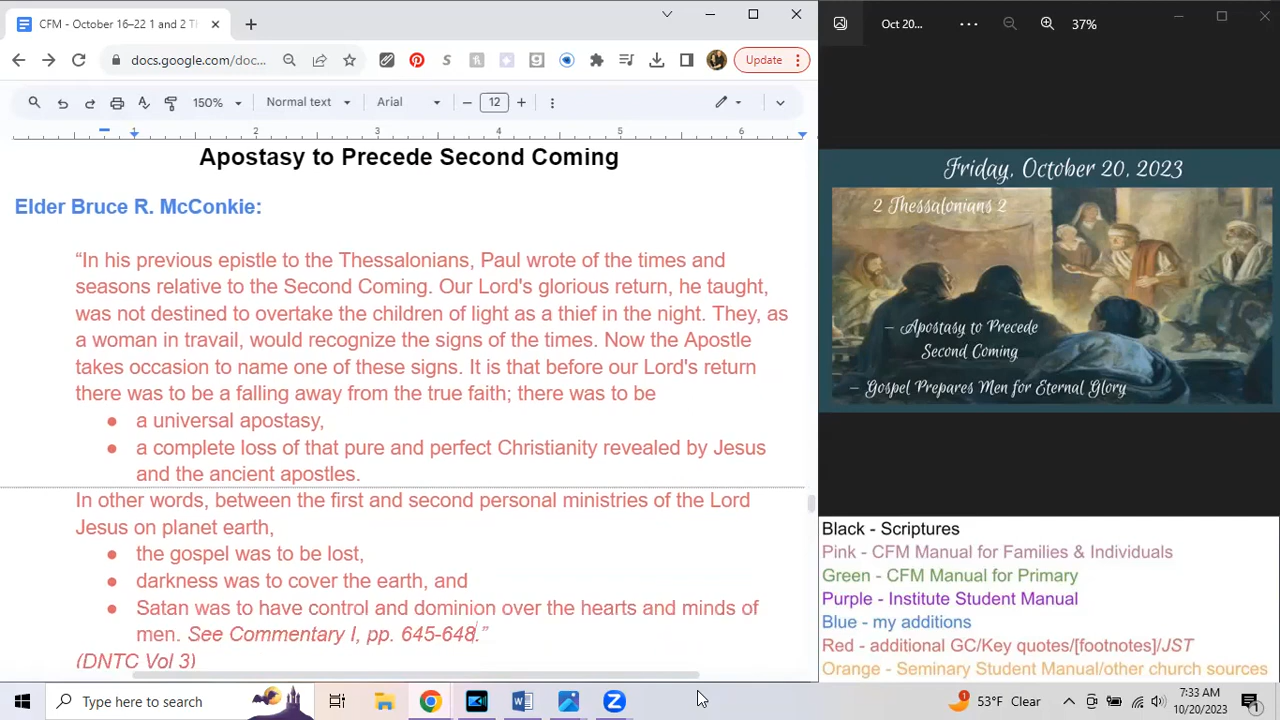 CFM - October 16–22 1 and 2 Th
docs.google.com/doc...
Update
150%
Normal text
Arial
12
1
2
3
4
5
6
Apostasy to Precede Second Coming
Elder Bruce R. McConkie:
“In his previous epistle to the Thessalonians, Paul wrote of the times and
seasons relative to the Second Coming. Our Lord's glorious return, he taught,
was not destined to overtake the children of light as a thief in the night. They, as
a woman in travail, would recognize the signs of the times. Now the Apostle
takes occasion to name one of these signs. It is that before our Lord's return
there was to be a falling away from the true faith; there was to be
● a universal apostasy,
● a complete loss of that pure and perfect Christianity revealed by Jesus
and the ancient apostles.
In other words, between the first and second personal ministries of the Lord
Jesus on planet earth,
● the gospel was to be lost,
● darkness was to cover the earth, and
● Satan was to have control and dominion over the hearts and minds of
men. See Commentary I, pp. 645-648.”
(DNTC Vol 3)
Oct 20...
37%
Friday, October 20, 2023
2 Thessalonians 2
– Apostasy to Precede
Second Coming
– Gospel Prepares Men for Eternal Glory
Black - Scriptures
Pink - CFM Manual for Families & Individuals
Green - CFM Manual for Primary
Purple - Institute Student Manual
Blue - my additions
Red - additional GC/Key quotes/[footnotes]/JST
Orange - Seminary Student Manual/other church sources
Type here to search
53°F Clear
7:33 AM
10/20/2023